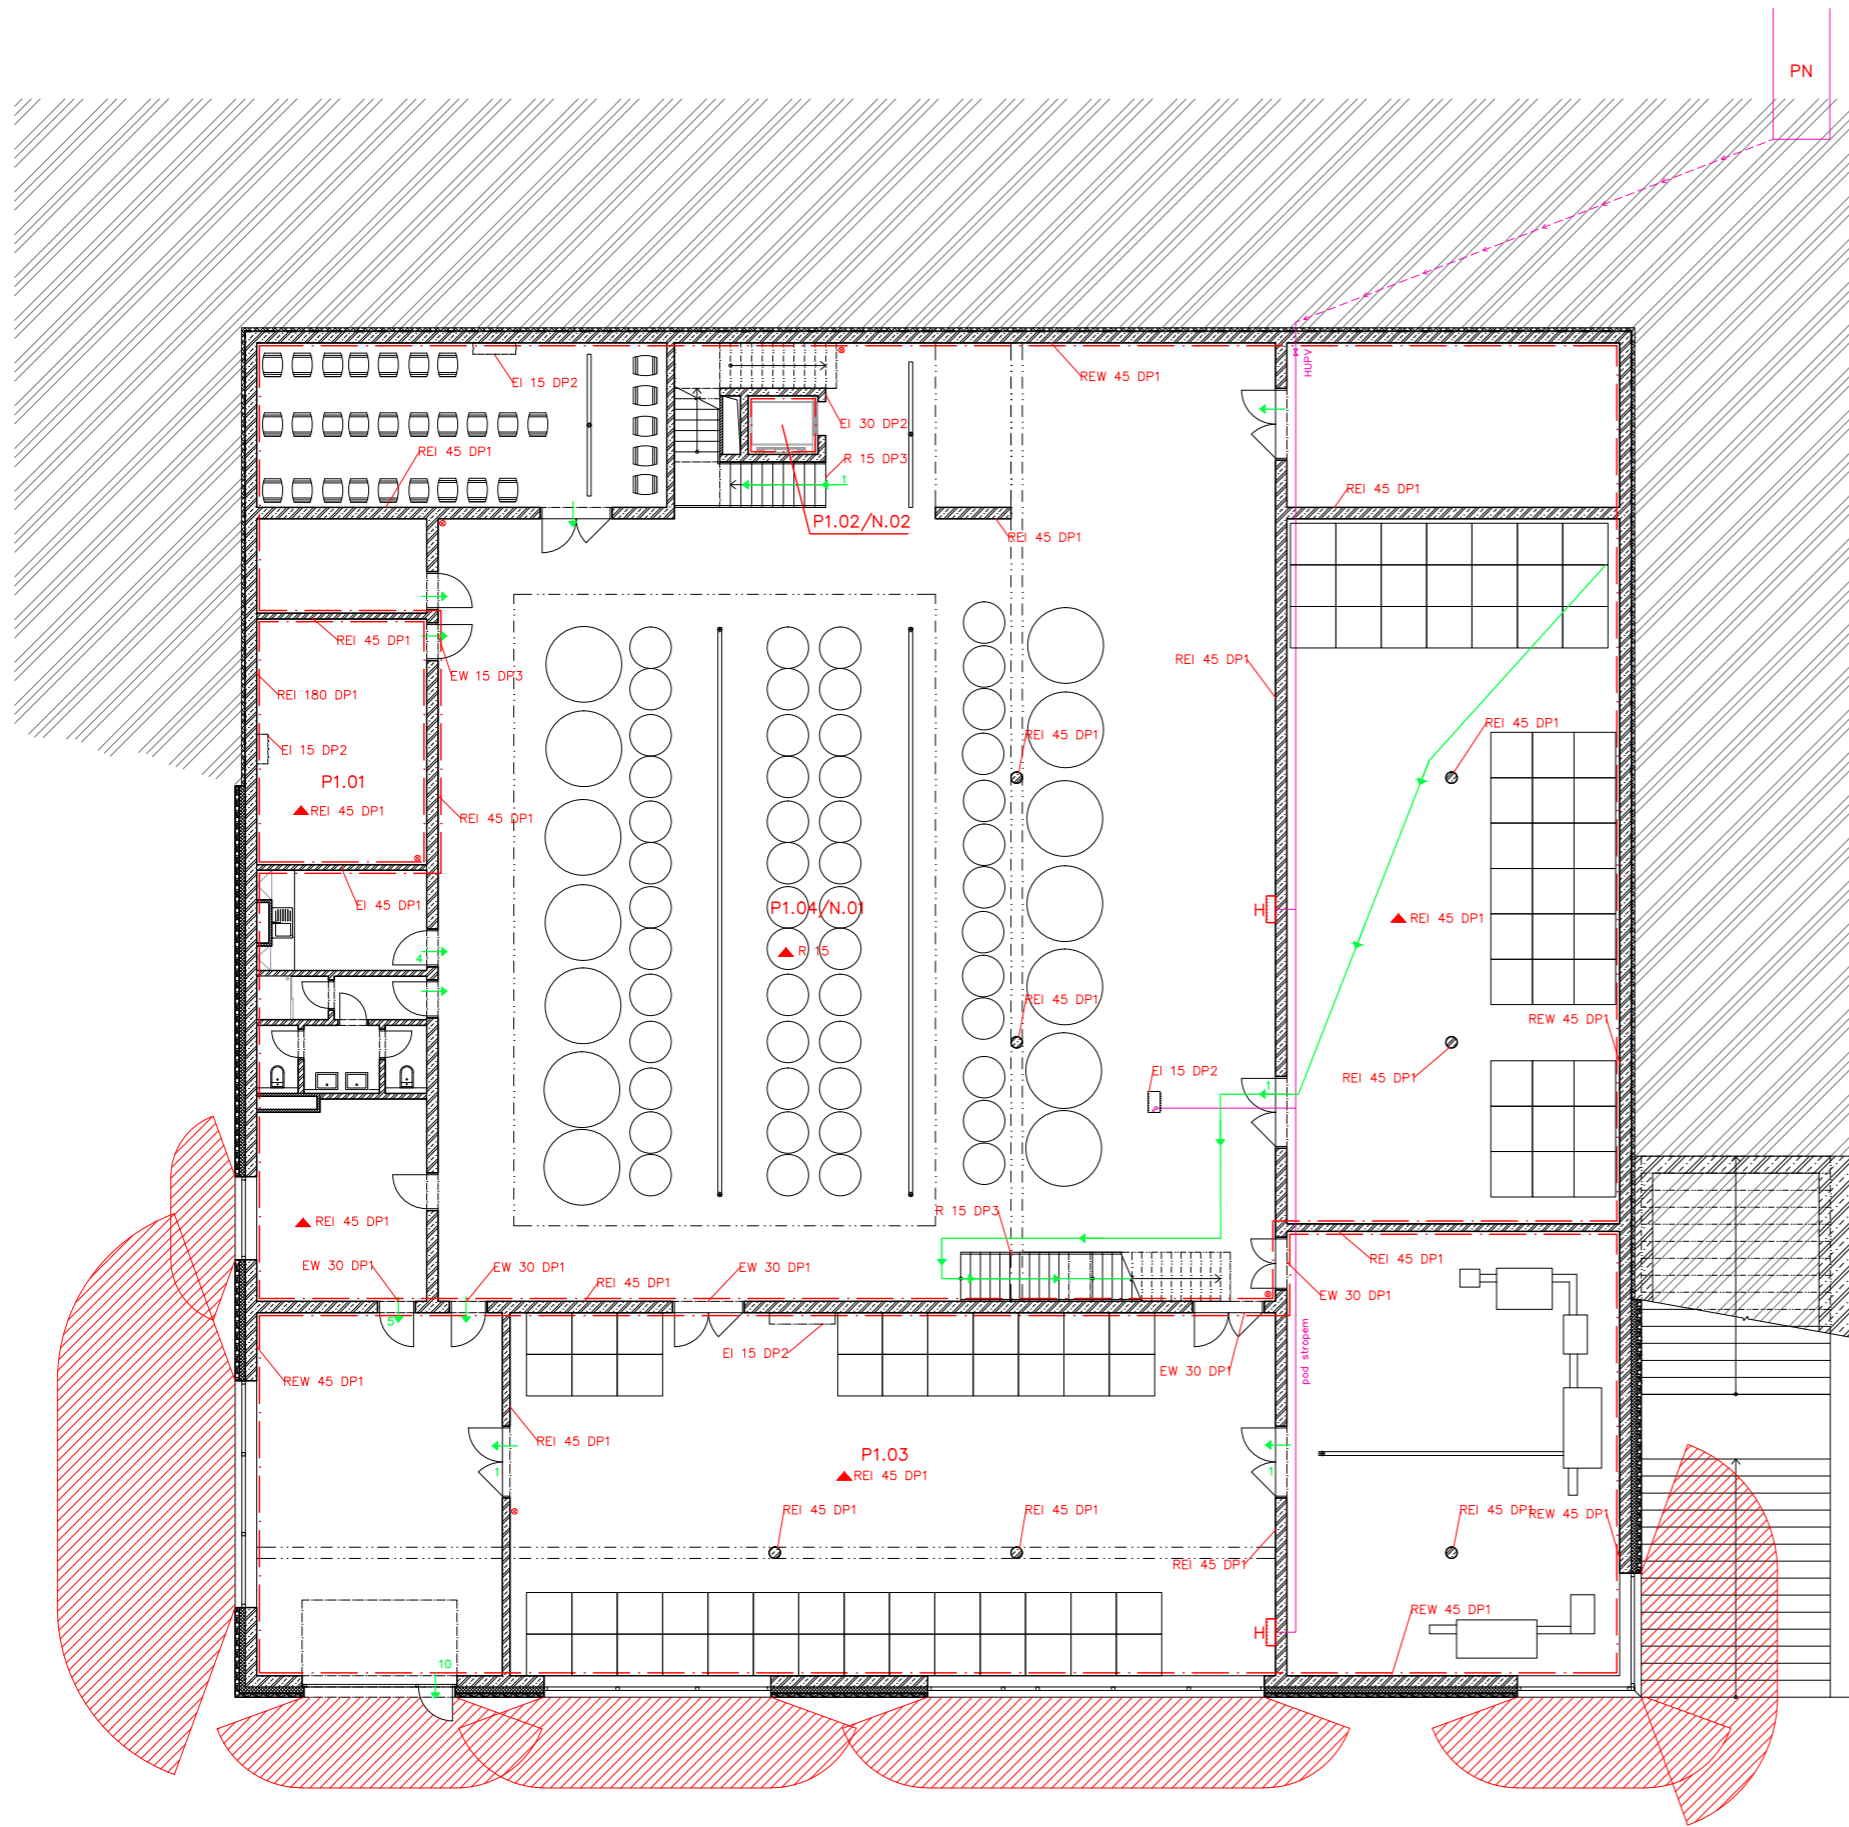 PN
HUPV
EI 15 DP2
REW 45 DP1
EI 30 DP2
REI 45 DP1
R 15 DP3
1
REI 45 DP1
P1.02/N.02
REI 45 DP1
REI 45 DP1
REI 45 DP1
EW 15 DP3
REI 180 DP1
REI 45 DP1
REI 45 DP1
EI 15 DP2
P1.01
REI 45 DP1
REI 45 DP1
EI 45 DP1
P1.04/N.01
H
REI 45 DP1
R 15
4
REI 45 DP1
REW 45 DP1
EI 15 DP2
REI 45 DP1
1
R 15 DP3
REI 45 DP1
EW 30 DP1
EW 30 DP1
REI 45 DP1
EW 30 DP1
REI 45 DP1
EW 30 DP1
5
pod stropem
EI 15 DP2
EW 30 DP1
REW 45 DP1
REI 45 DP1
P1.03
REI 45 DP1
1
1
REI 45 DP1
REI 45 DP1
REI 45 DP1
REW 45 DP1
REI 45 DP1
REW 45 DP1
H
10